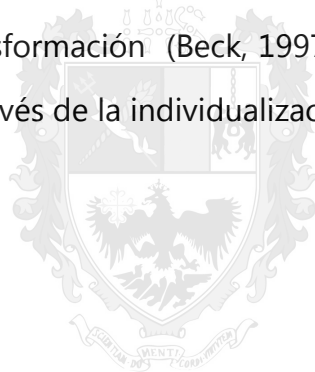 sformación (Beck, 1997
vés de la individualizac